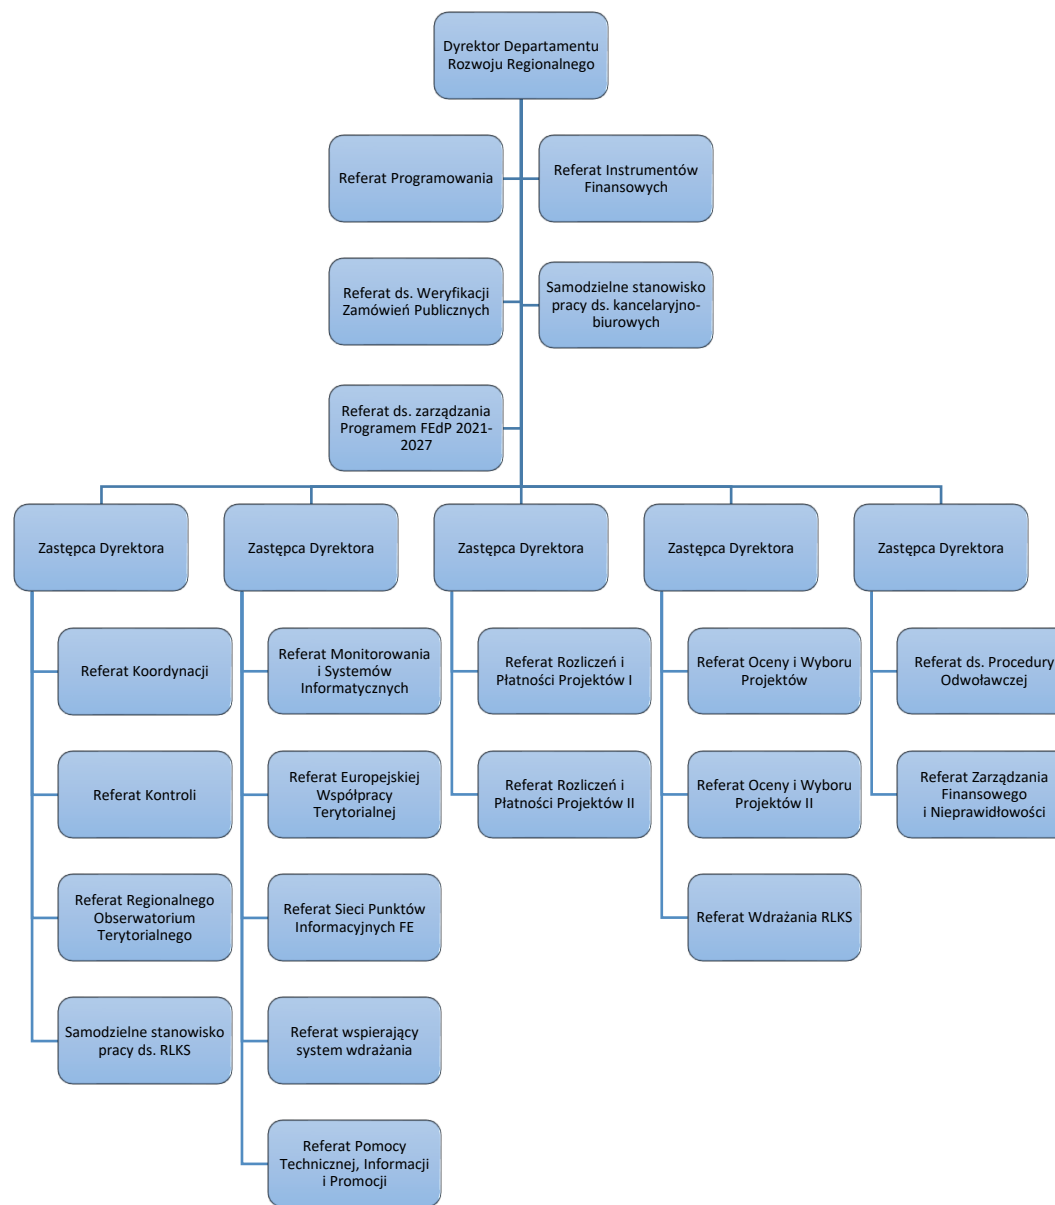 Dyrektor Departamentu
Rozwoju Regionalnego
Referat Programowania
Referat Instrumentów
Finansowych
Referat ds. Weryfikacji
Zamówień Publicznych
Samodzielne stanowisko
pracy ds. kancelaryjno-
biurowych
Referat ds. zarządzania
Programem FEdP 2021-
2027
Zastępca Dyrektora
Zastępca Dyrektora
Zastępca Dyrektora
Zastępca Dyrektora
Zastępca Dyrektora
Referat Koordynacji
Referat Kontroli
Referat Regionalnego
Obserwatorium
Terytorialnego
Samodzielne stanowisko
pracy ds. RLKS
Referat Monitorowania
i Systemów
Informatycznych
Referat Europejskiej
Współpracy
Terytorialnej
Referat Sieci Punktów
Informacyjnych FE
Referat wspierający
system wdrażania
Referat Pomocy
Technicznej, Informacji
i Promocji
Referat Rozliczeń i
Płatności Projektów I
Referat Rozliczeń i
Płatności Projektów II
Referat Oceny i Wyboru
Projektów
Referat Oceny i Wyboru
Projektów II
Referat Wdrażania RLKS
Referat ds. Procedury
Odwoławczej
Referat Zarządzania
Finansowego
i Nieprawidłowości